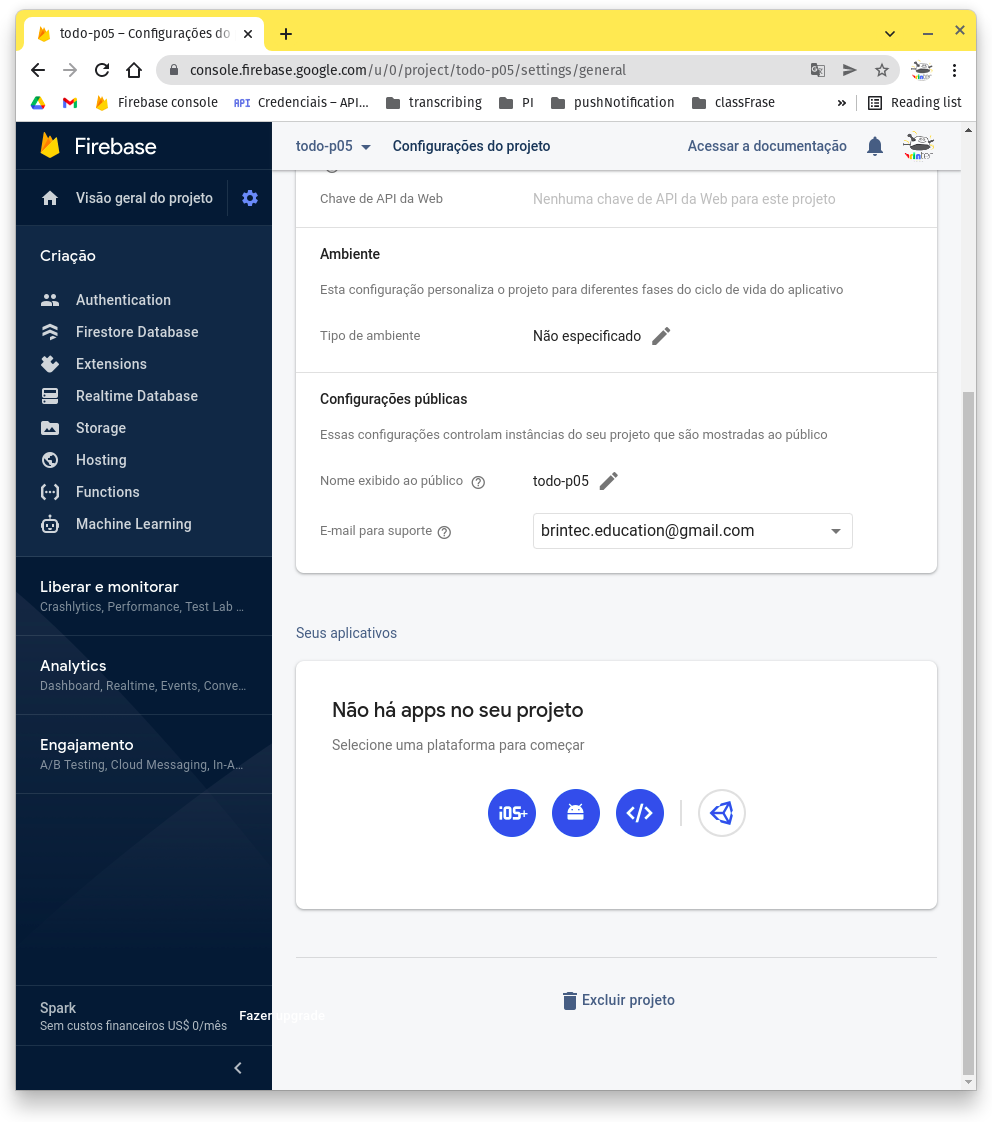 todo-p05 – Configurações do
console.firebase.google.com/u/0/project/todo-p05/settings/general
Firebase console
API Credenciais – API...
transcribing
PI
pushNotification
classFrase
»
Reading list
Firebase
todo-p05
Configurações do projeto
Acessar a documentação
Visão geral do projeto
Criação
Authentication
Firestore Database
Extensions
Realtime Database
Storage
Hosting
Functions
Machine Learning
Liberar e monitorar
Crashlytics, Performance, Test Lab ...
Analytics
Dashboard, Realtime, Events, Conve...
Engajamento
A/B Testing, Cloud Messaging, In-A...
Spark
Sem custos financeiros US$ 0/mês
Fazer upgrade
Chave de API da Web
Nenhuma chave de API da Web para este projeto
Ambiente
Esta configuração personaliza o projeto para diferentes fases do ciclo de vida do aplicativo
Tipo de ambiente
Não especificado
Configurações públicas
Essas configurações controlam instâncias do seu projeto que são mostradas ao público
Nome exibido ao público
todo-p05
E-mail para suporte
brintec.education@gmail.com
Seus aplicativos
Não há apps no seu projeto
Selecione uma plataforma para começar
iOS+
</>
Excluir projeto